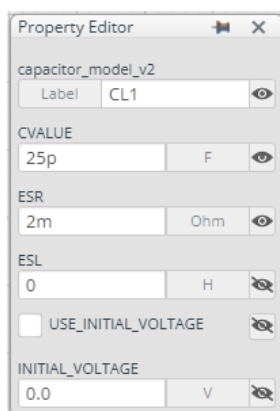 Property Editor
capacitor_model_v2
Label CL1
CVALUE
25p F
ESR
2m Ohm
ESL
0 H
USE_INITIAL_VOLTAGE
INITIAL_VOLTAGE
0.0 V